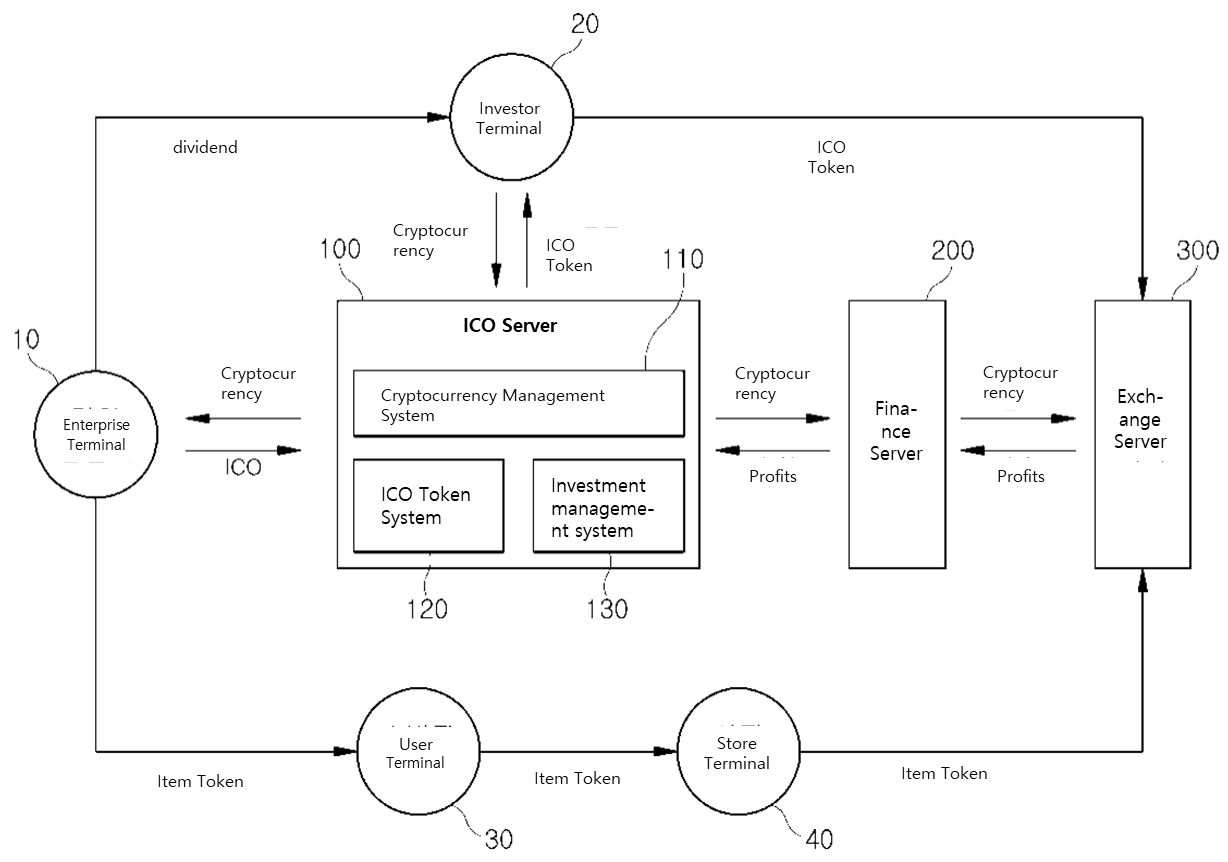 20
Investor
Terminal
dividend
ICO
Token
Cryptocur
rency
ICO
Token
100
110
200
300
ICO Server
10
Cryptocur
rency
Cryptocurrency Management
System
Cryptocur
rency
Cryptocur
rency
Enterprise
Terminal
Fina-
nce
Server
Exch-
ange
Server
ICO
Profits
Profits
ICO Token
System
Investment
manageme-
nt system
120
130
User
Terminal
Store
Terminal
Item Token
Item Token
Item Token
30
40